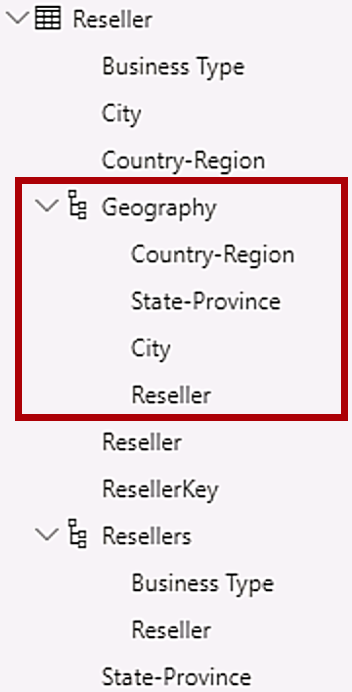 Reseller
Business Type
City
Country-Region
Geography
Country-Region
State-Province
City
Reseller
Reseller
ResellerKey
Resellers
Business Type
Reseller
State-Province